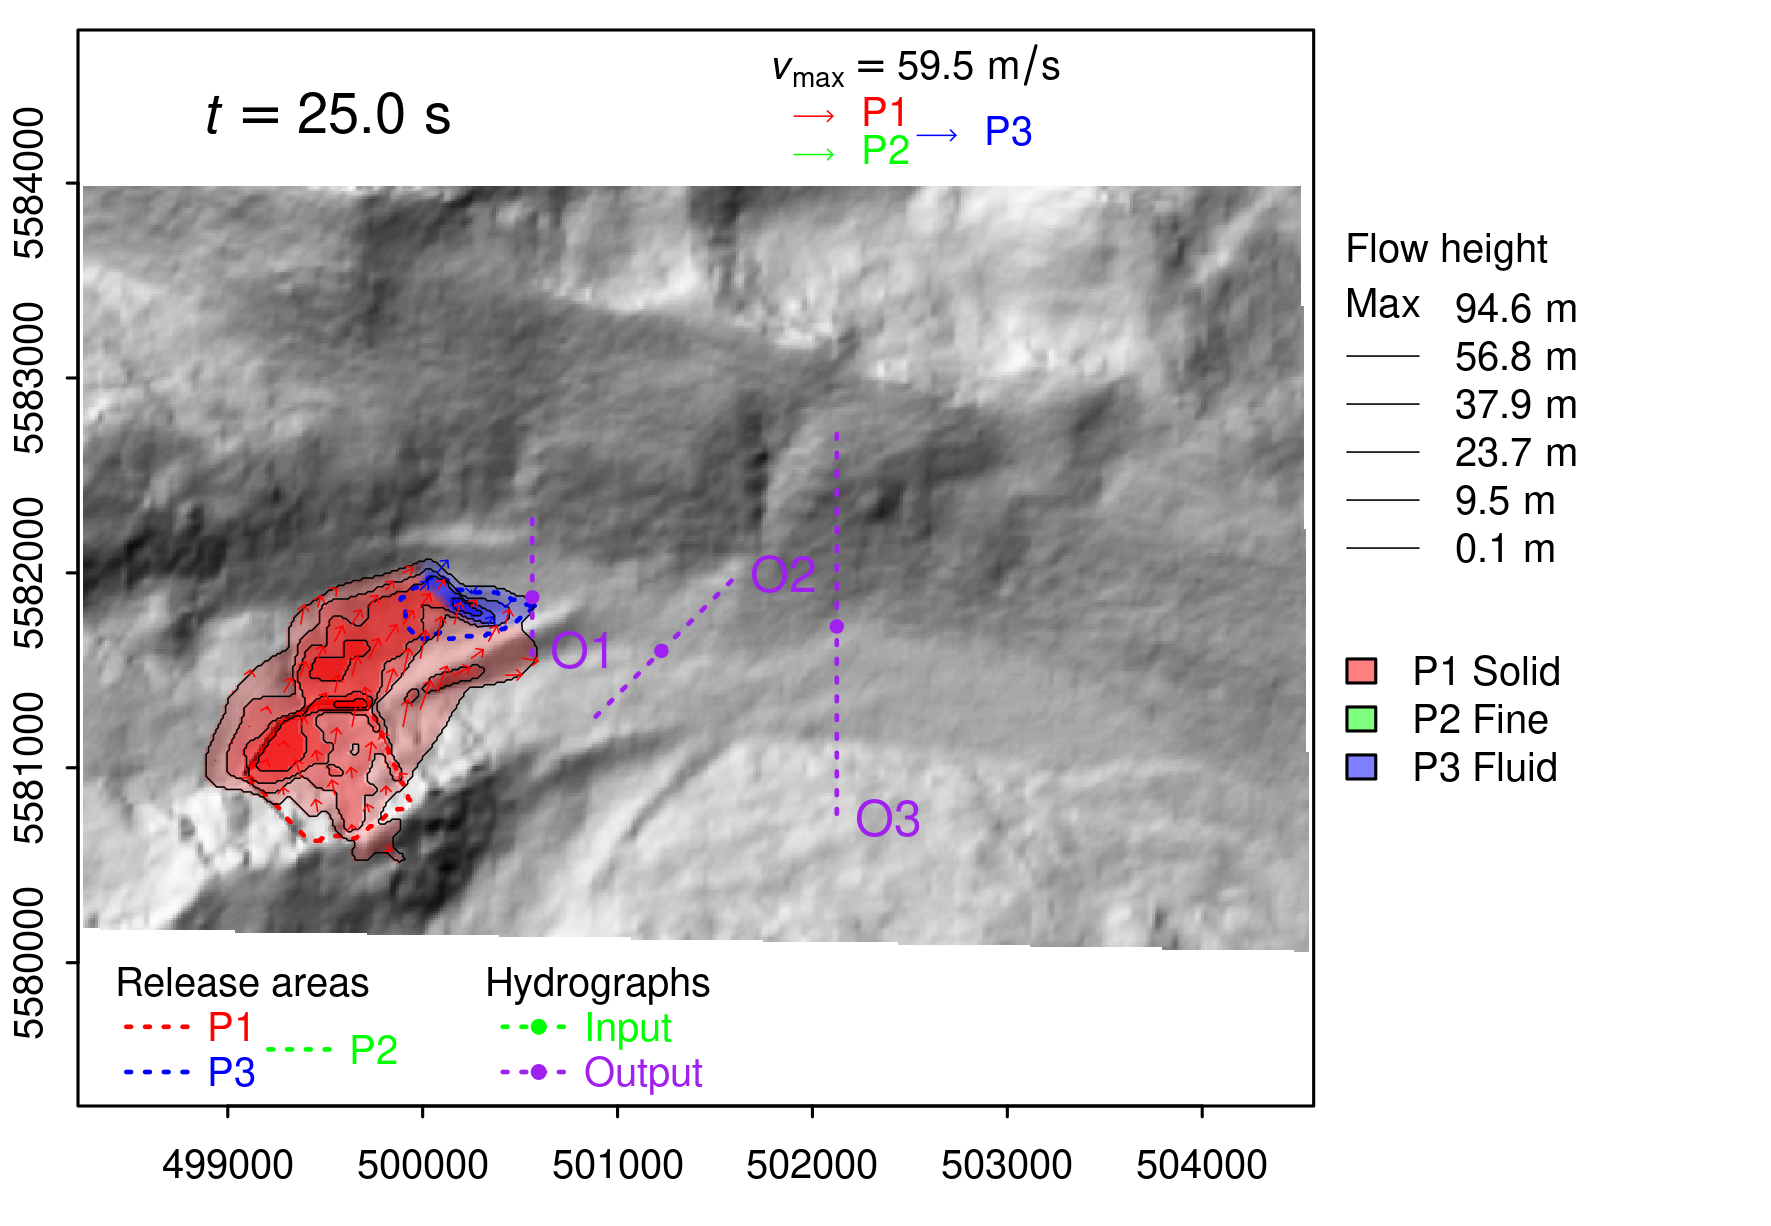 t = 25.0 s
vmax = 59.5 m/s
P1
P3
P2
5584000
5583000
5582000
5581000
5580000
Flow height
Max 94.6 m
56.8 m
37.9 m
23.7 m
9.5 m
0.1 m
O2
O1
O3
P1 Solid
P2 Fine
P3 Fluid
Release areas
P1
P2
P3
Hydrographs
Input
Output
499000 500000 501000 502000 503000 504000